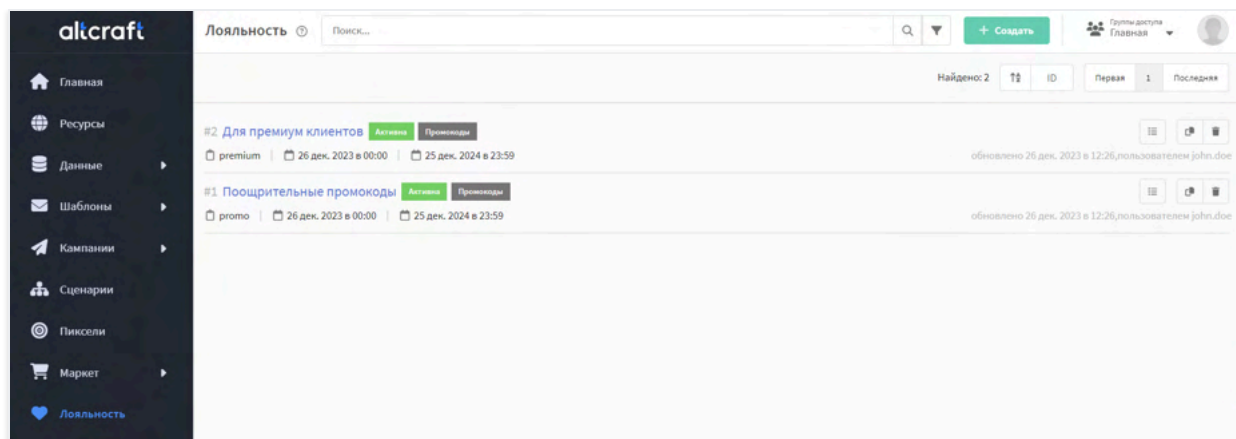 altcraft
Лояльность
Поиск...
+ Создать
Группы доступа
Главная
Главная
Ресурсы
Данные
Шаблоны
Кампании
Сценарии
Пиксели
Маркет
Лояльность
Найдено: 2
ID
Первая 1 Последняя
#2 Для премиум клиентов Активна Промокоды
premium | 26 дек. 2023 в 00:00 | 25 дек. 2024 в 23:59
обновлено 26 дек. 2023 в 12:26,пользователем john.doe
#1 Поощрительные промокоды Активна Промокоды
promo | 26 дек. 2023 в 00:00 | 25 дек. 2024 в 23:59
обновлено 26 дек. 2023 в 12:26,пользователем john.doe